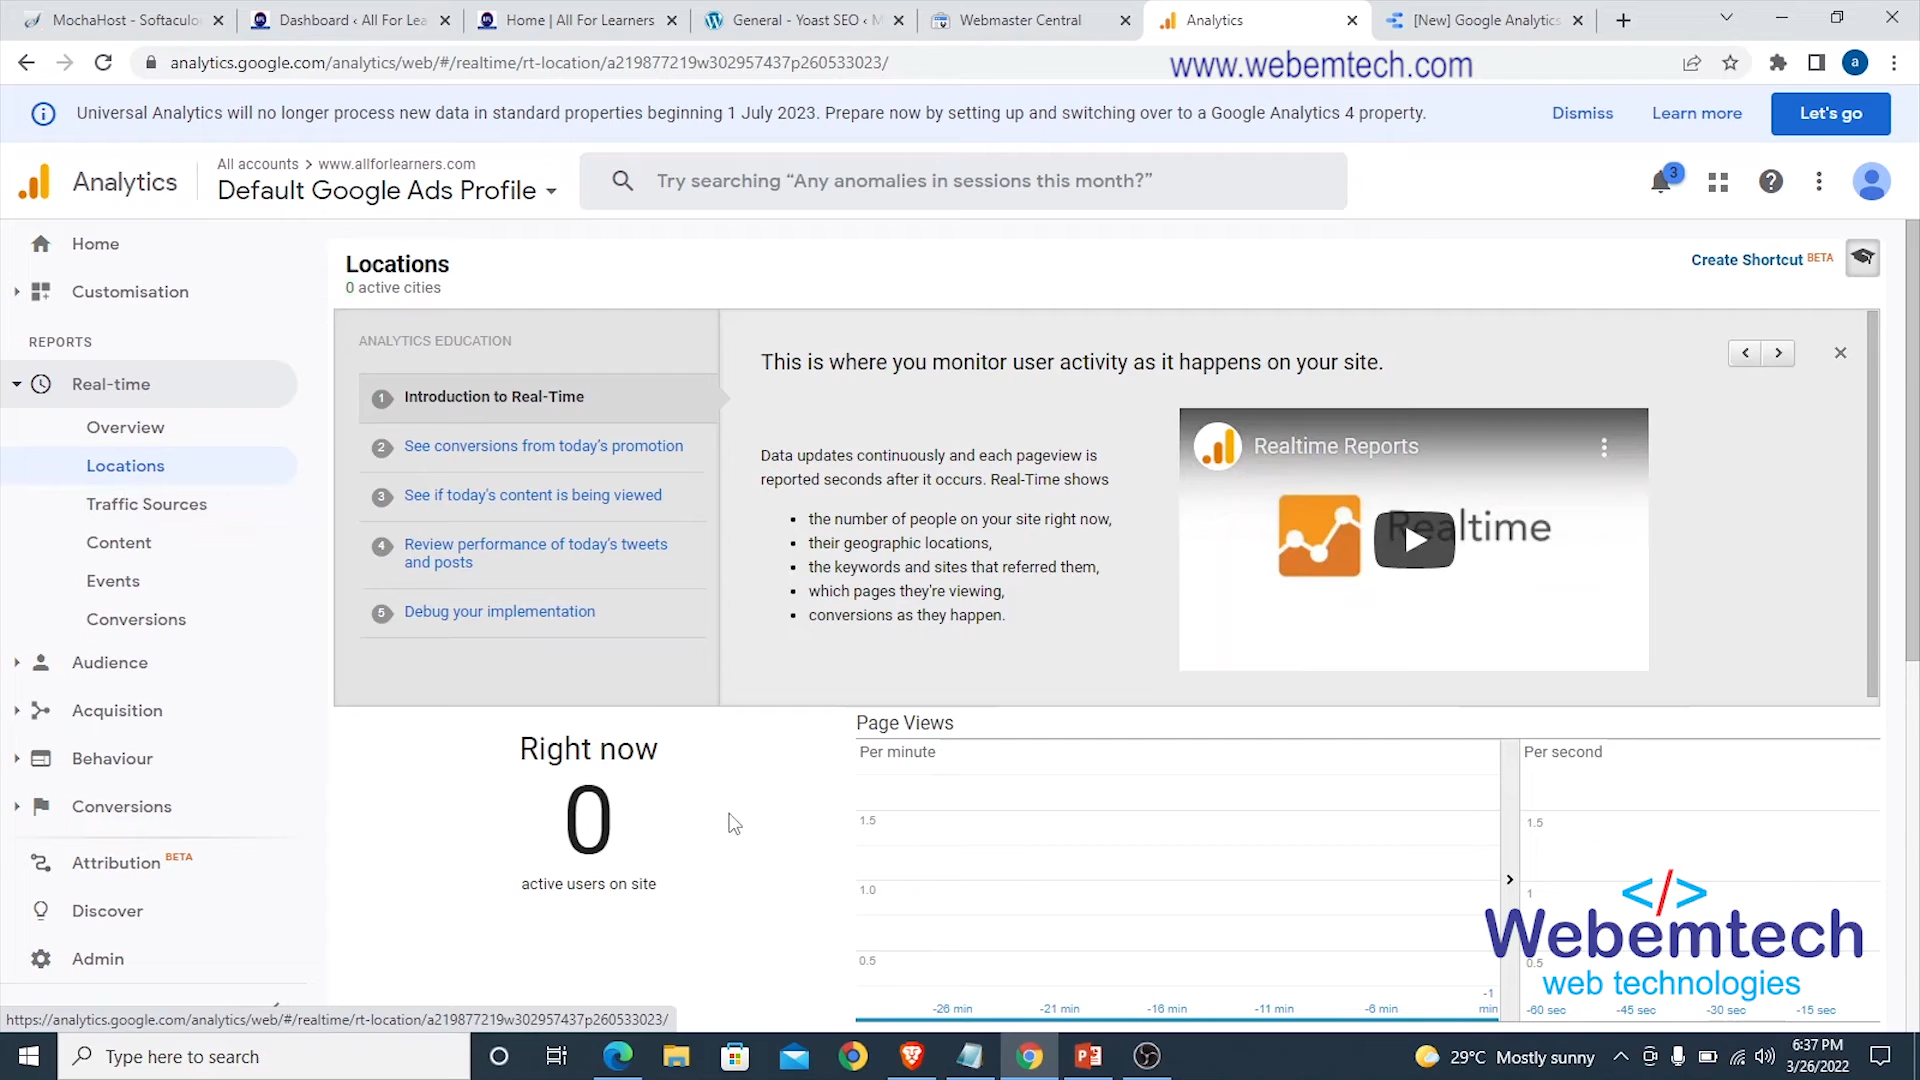 MochaHost - Softaculo
Dashboard ‹ All For Lea
Home | All For Learners
General - Yoast SEO ‹ M
Webmaster Central
Analytics
[New] Google Analytics
analytics.google.com/analytics/web/#/realtime/rt-location/a219877219w302957437p260533023/
www.webemtech.com
a
Universal Analytics will no longer process new data in standard properties beginning 1 July 2023. Prepare now by setting up and switching over to a Google Analytics 4 property.
Dismiss
Learn more
Let's go
Analytics
All accounts > www.allforlearners.com
Default Google Ads Profile
Try searching “Any anomalies in sessions this month?”
3
Home
Customisation
REPORTS
Real-time
Overview
Locations
Traffic Sources
Content
Events
Conversions
Audience
Acquisition
Behaviour
Conversions
Attribution BETA
Discover
Admin
Locations
0 active cities
Create Shortcut BETA
ANALYTICS EDUCATION
1 Introduction to Real-Time
2 See conversions from today's promotion
3 See if today's content is being viewed
4 Review performance of today's tweets
and posts
5 Debug your implementation
This is where you monitor user activity as it happens on your site.
Data updates continuously and each pageview is
reported seconds after it occurs. Real-Time shows
• the number of people on your site right now,
• their geographic locations,
• the keywords and sites that referred them,
• which pages they're viewing,
• conversions as they happen.
Realtime Reports
Realtime
Right now
0
active users on site
Page Views
Per minute
1.5
1.0
0.5
-26 min
-21 min
-16 min
-11 min
-6 min
-1
min
Per second
1.5
1
0.5
-60 sec
-45 sec
-30 sec
-15 sec
</>
Webemtech
web technologies
https://analytics.google.com/analytics/web/#/realtime/rt-location/a219877219w302957437p260533023/
Type here to search
29°C Mostly sunny
6:37 PM
3/26/2022